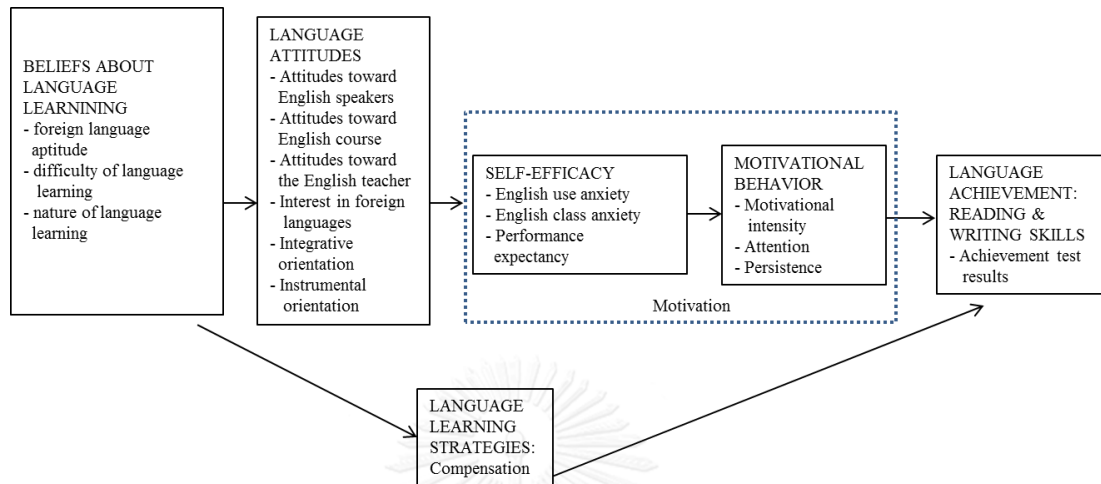 BELIEFS ABOUT
LANGUAGE
LEARNINING
- foreign language
aptitude
- difficulty of language
learning
- nature of language
learning
LANGUAGE
ATTITUDES
- Attitudes toward
English speakers
- Attitudes toward
English course
- Attitudes toward
the English teacher
- Interest in foreign
languages
- Integrative
orientation
- Instrumental
orientation
SELF-EFFICACY
- English use anxiety
- English class anxiety
- Performance
expectancy
MOTIVATIONAL
BEHAVIOR
- Motivational
intensity
- Attention
- Persistence
Motivation
LANGUAGE
ACHIEVEMENT:
READING &
WRITING SKILLS
- Achievement test
results
LANGUAGE
LEARNING
STRATEGIES:
Compensation